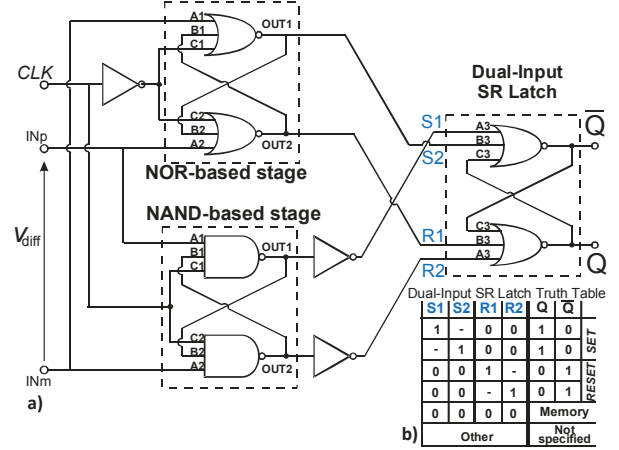 A1
B1
C1
OUT1
CLK
C2
B2
A2
OUT2
INp
NOR-based stage
NAND-based stage
Vdiff
A1
B1
C1
OUT1
C2
B2
A2
OUT2
INm
a)
Dual-Input
SR Latch
S1
S2
A3
B3
C3
Q
R1
R2
C3
B3
A3
Q
Dual-Input SR Latch Truth Table
S1 S2 R1 R2 Q Q
1 - 0 0 1 0
- 1 0 0 1 0
SET
0 0 1 - 0 1
0 0 - 1 0 1
RESET
0 0 0 0 Memory
Other Not specified
b)